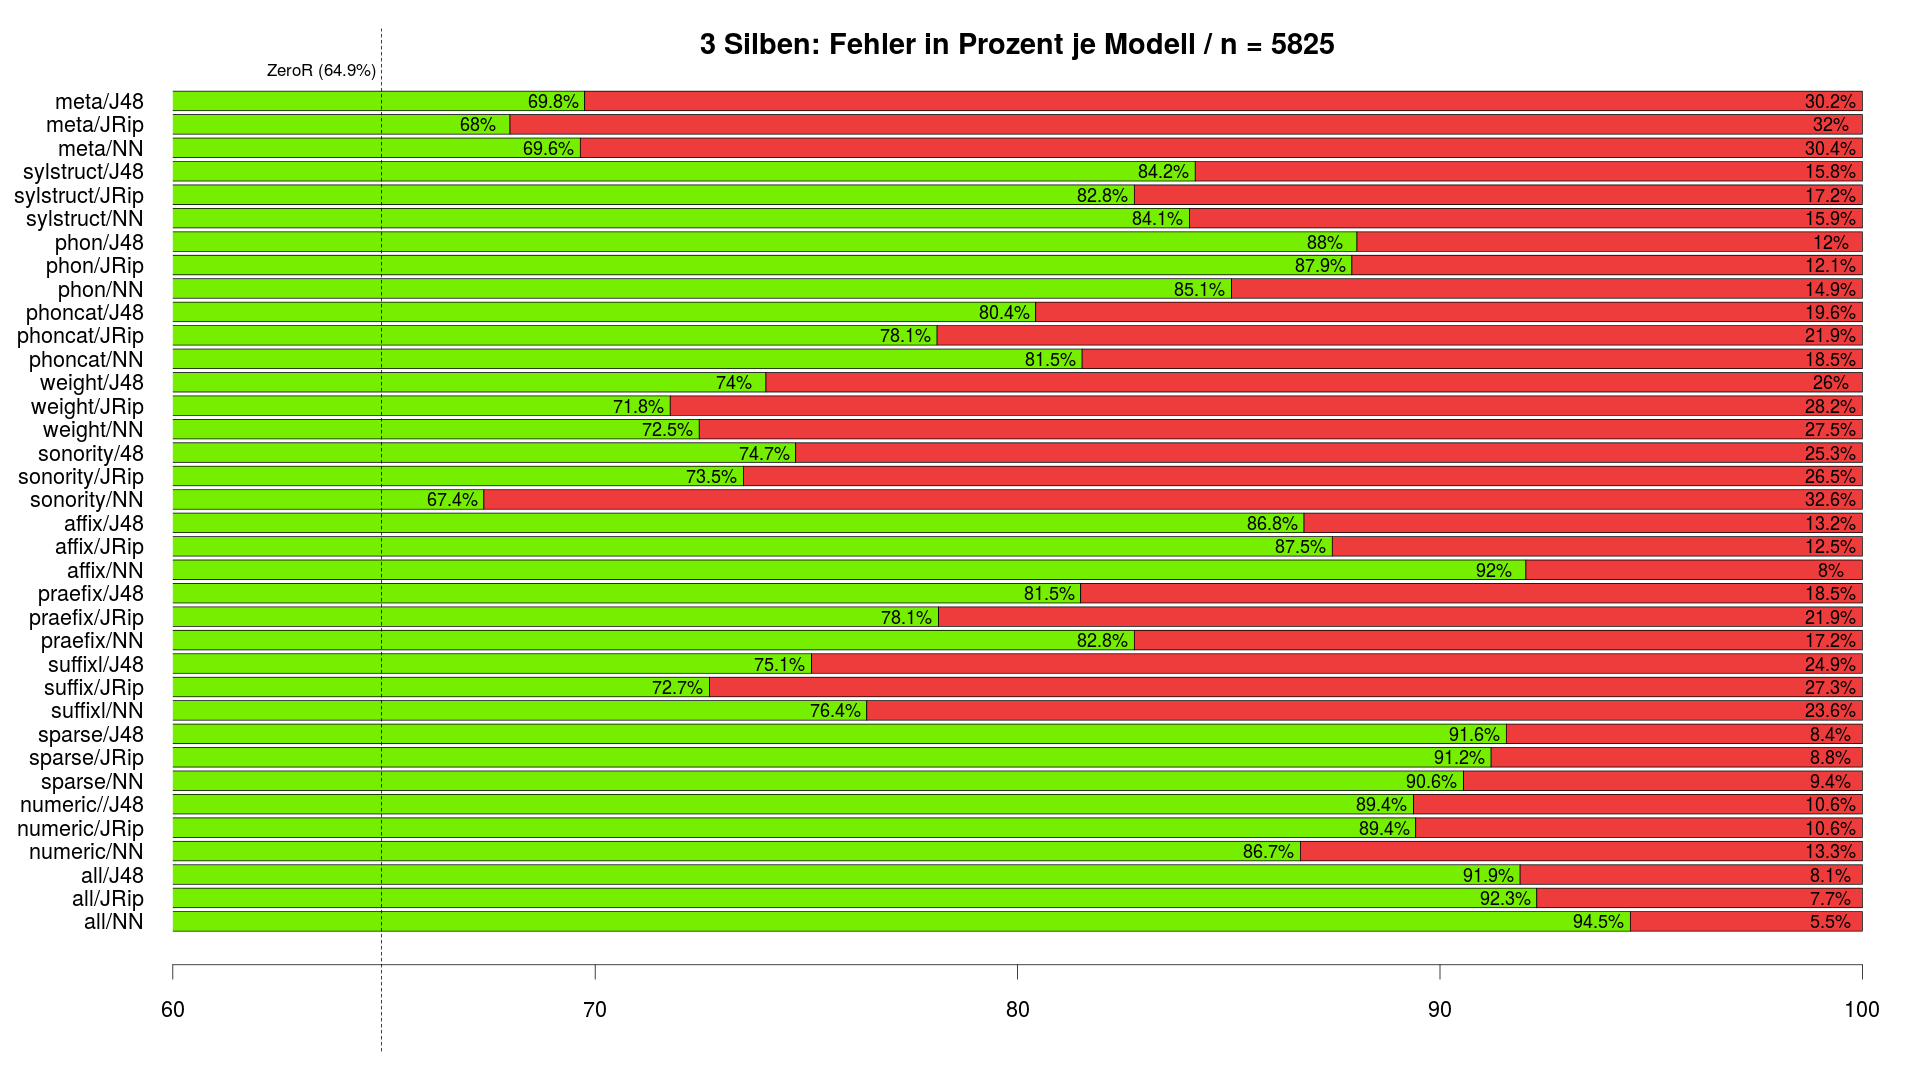 3 Silben: Fehler in Prozent je Modell / n = 5825
ZeroR (64.9%)
meta/J48 69.8% 30.2%
meta/JRip 68% 32%
meta/NN 69.6% 30.4%
sylstruct/J48 84.2% 15.8%
sylstruct/JRip 82.8% 17.2%
sylstruct/NN 84.1% 15.9%
phon/J48 88% 12%
phon/JRip 87.9% 12.1%
phon/NN 85.1% 14.9%
phoncat/J48 80.4% 19.6%
phoncat/JRip 78.1% 21.9%
phoncat/NN 81.5% 18.5%
weight/J48 74% 26%
weight/JRip 71.8% 28.2%
weight/NN 72.5% 27.5%
sonority/48 74.7% 25.3%
sonority/JRip 73.5% 26.5%
sonority/NN 67.4% 32.6%
affix/J48 86.8% 13.2%
affix/JRip 87.5% 12.5%
affix/NN 92% 8%
praefix/J48 81.5% 18.5%
praefix/JRip 78.1% 21.9%
praefix/NN 82.8% 17.2%
suffixl/J48 75.1% 24.9%
suffix/JRip 72.7% 27.3%
suffixl/NN 76.4% 23.6%
sparse/J48 91.6% 8.4%
sparse/JRip 91.2% 8.8%
sparse/NN 90.6% 9.4%
numeric//J48 89.4% 10.6%
numeric/JRip 89.4% 10.6%
numeric/NN 86.7% 13.3%
all/J48 91.9% 8.1%
all/JRip 92.3% 7.7%
all/NN 94.5% 5.5%
60 70 80 90 100